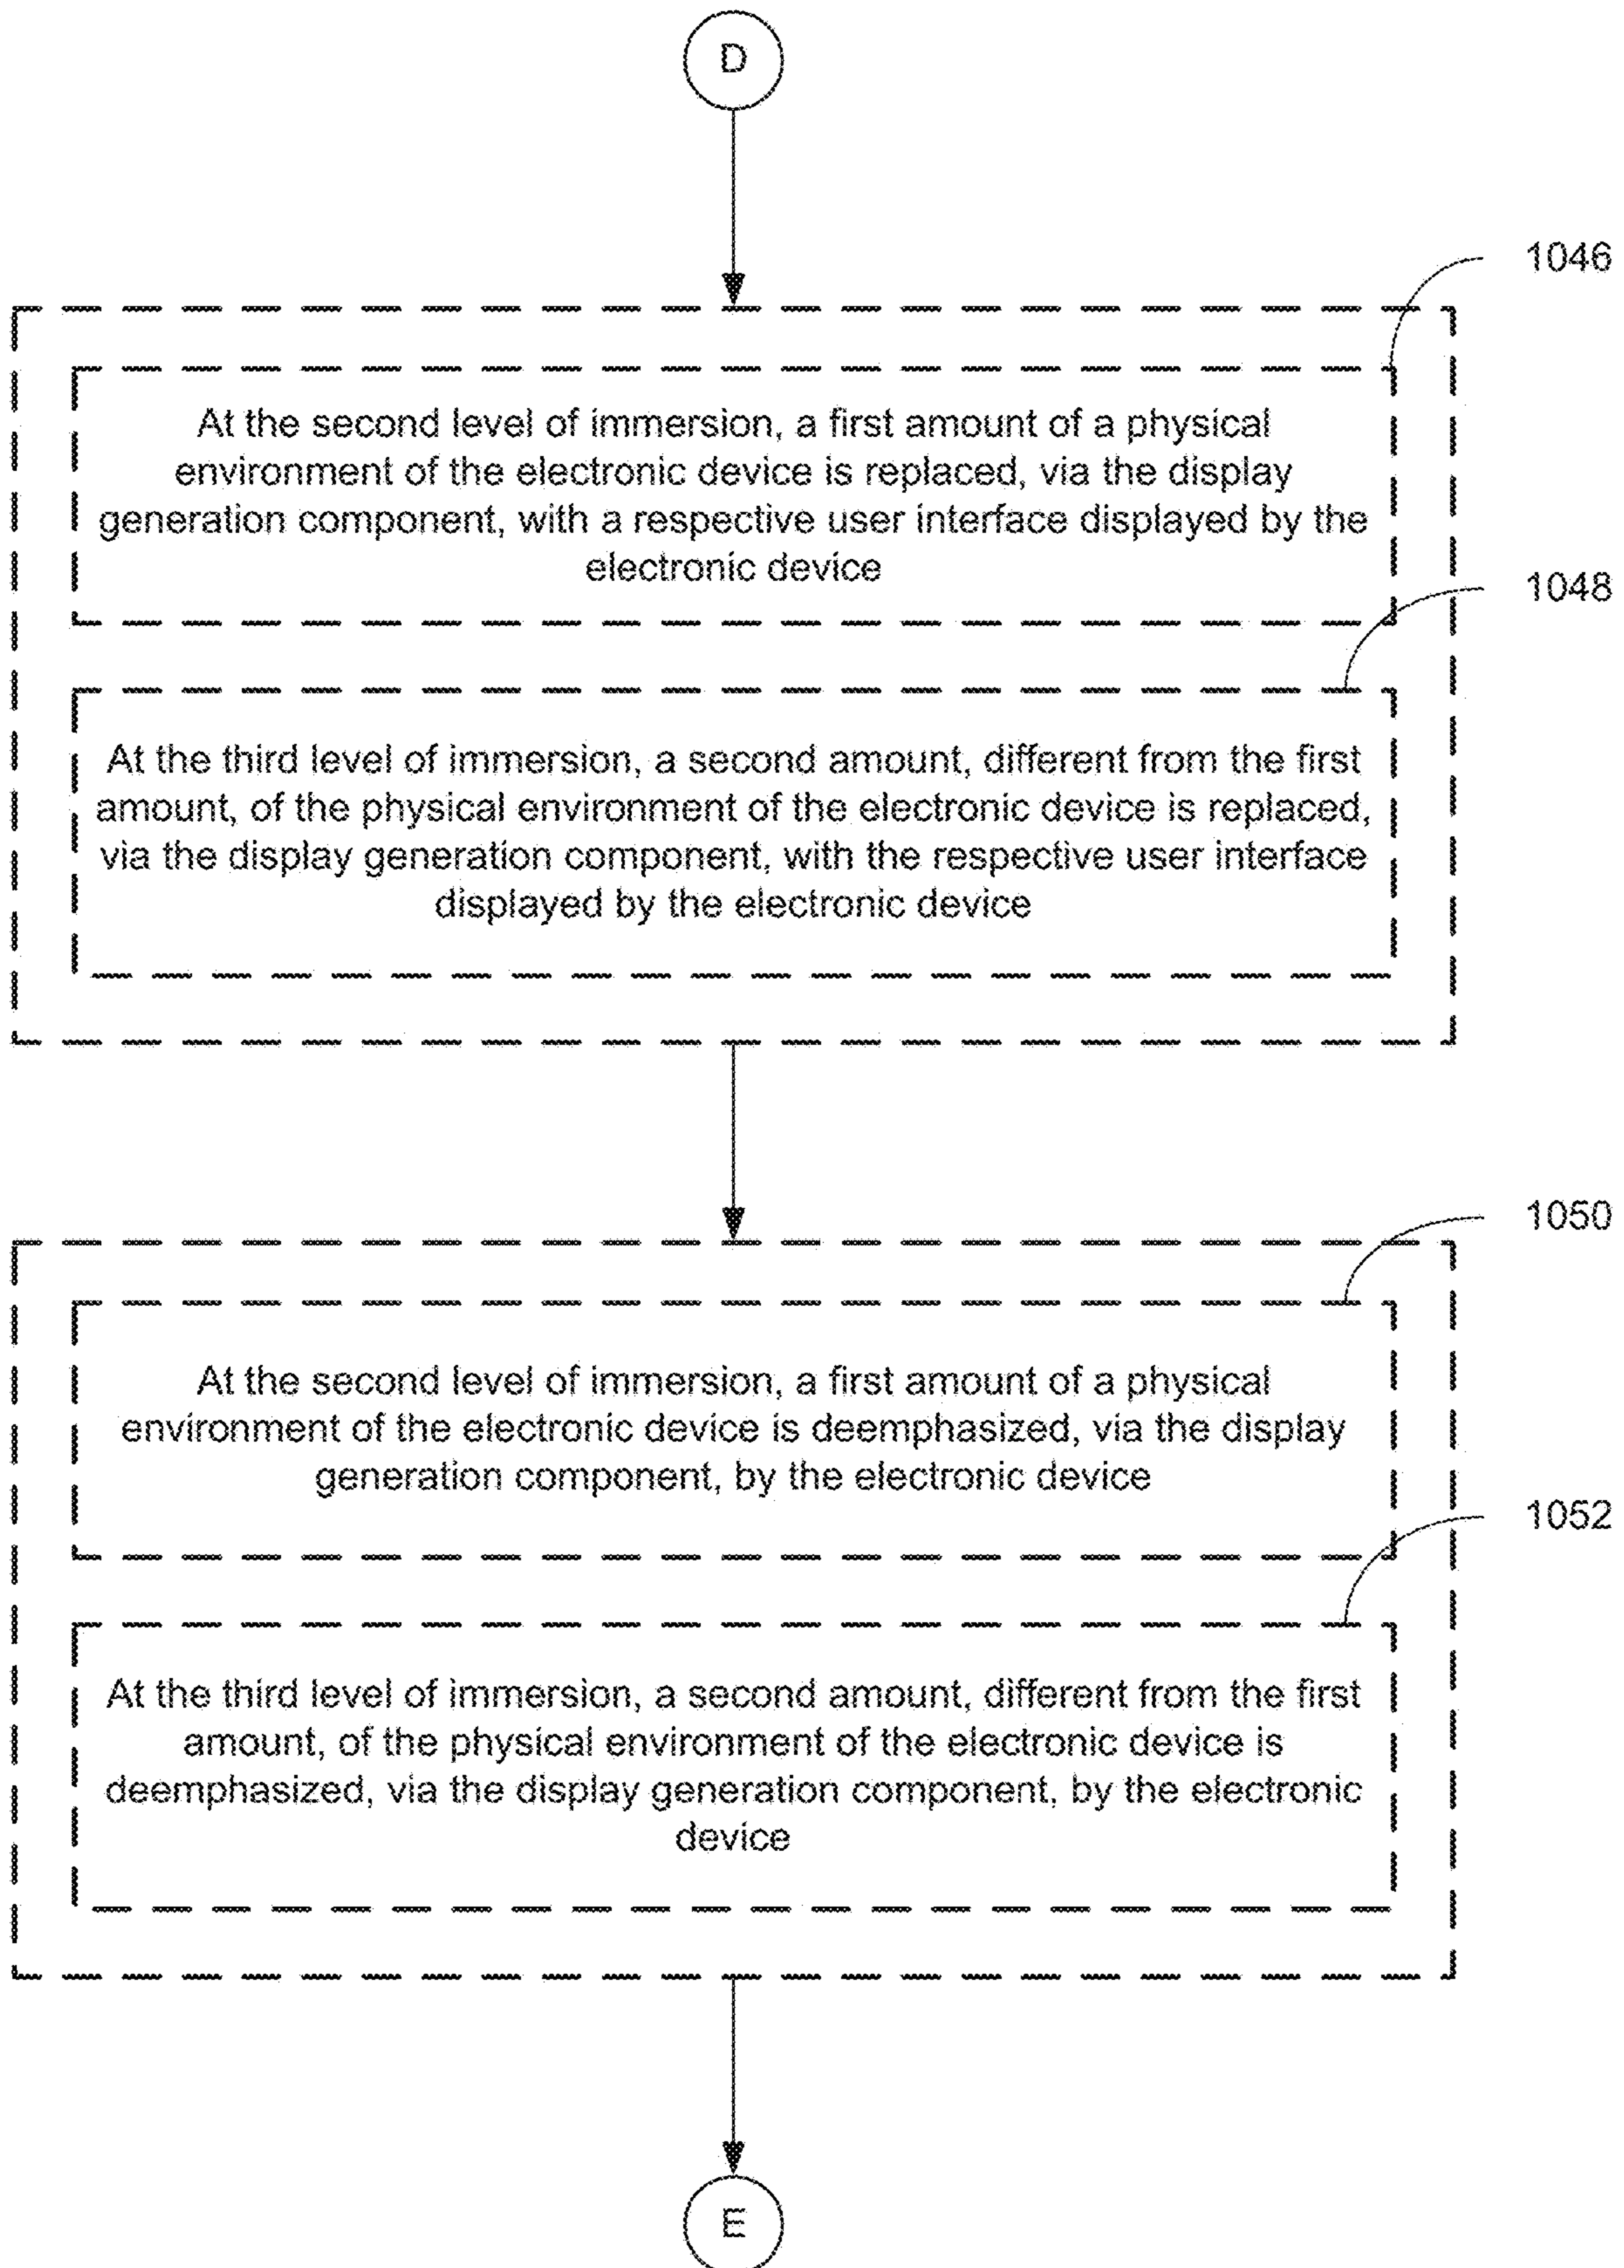 D
1046
At the second level of immersion, a first amount of a physical
environment of the electronic device is replaced, via the display
generation component, with a respective user interface displayed by the
electronic device
1048
At the third level of immersion, a second amount, different from the first
amount, of the physical environment of the electronic device is replaced,
via the display generation component, with the respective user interface
displayed by the electronic device
1050
At the second level of immersion, a first amount of a physical
environment of the electronic device is deemphasized, via the display
generation component, by the electronic device
1052
At the third level of immersion, a second amount, different from the first
amount, of the physical environment of the electronic device is
deemphasized, via the display generation component, by the electronic
device
E